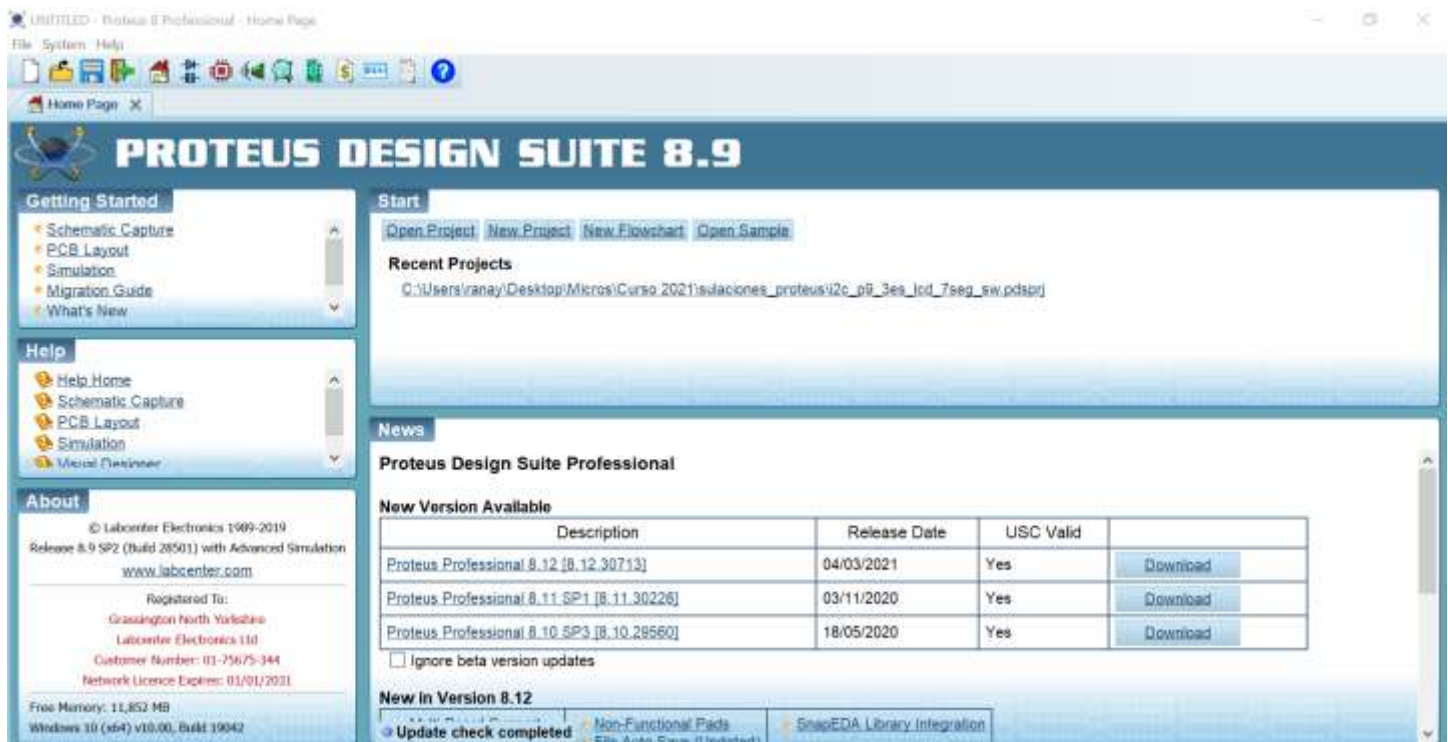 UNTITLED - Proteus 8 Professional - Home Page
File System Help
Home Page
PROTEUS DESIGN SUITE 8.9
Getting Started
Schematic Capture
PCB Layout
Simulation
Migration Guide
What's New
Help
Help Home
Schematic Capture
PCB Layout
Simulation
Visual Designer
About
© Labcenter Electronics 1989-2019
Release 8.9 SP2 (Build 28501) with Advanced Simulation
www.labcenter.com
Registered To:
Grassington North Yorkshire
Labcenter Electronics Ltd
Customer Number: 01-75675-344
Network Licence Expires: 01/01/2031
Free Memory: 11,852 MB
Windows 10 (x64) v10.00, Build 19042
Start
Open Project New Project New Flowchart Open Sample
Recent Projects
C:\Users\ranay\Desktop\Micros\Curso 2021\sulaciones_proteus\i2c_p9_3es_lcd_7seg_sw.pdsprj
News
Proteus Design Suite Professional
New Version Available
Description Release Date USC Valid
Proteus Professional 8.12 [8.12.30713] 04/03/2021 Yes Download
Proteus Professional 8.11 SP1 [8.11.30226] 03/11/2020 Yes Download
Proteus Professional 8.10 SP3 [8.10.29560] 18/05/2020 Yes Download
Ignore beta version updates
New in Version 8.12
Non-Functional Pads SnapEDA Library Integration
Update check completed